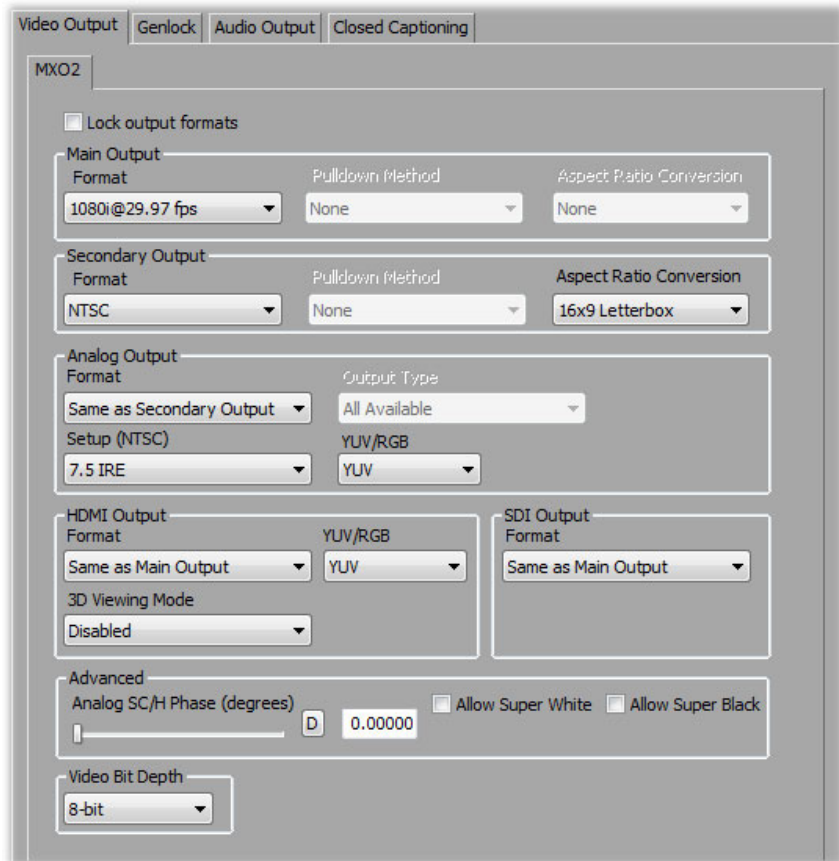 Video Output Genlock Audio Output Closed Captioning
MXO2
Lock output formats
Main Output
Format Pulldown Method Aspect Ratio Conversion
1080i@29.97 fps None None
Secondary Output
Format Pulldown Method Aspect Ratio Conversion
NTSC None 16x9 Letterbox
Analog Output
Format Output Type
Same as Secondary Output All Available
Setup (NTSC) YUV/RGB
7.5 IRE YUV
HDMI Output
Format YUV/RGB
Same as Main Output YUV
3D Viewing Mode
Disabled
SDI Output
Format
Same as Main Output
Advanced
Analog SC/H Phase (degrees)
D 0.00000 Allow Super White Allow Super Black
Video Bit Depth
8-bit